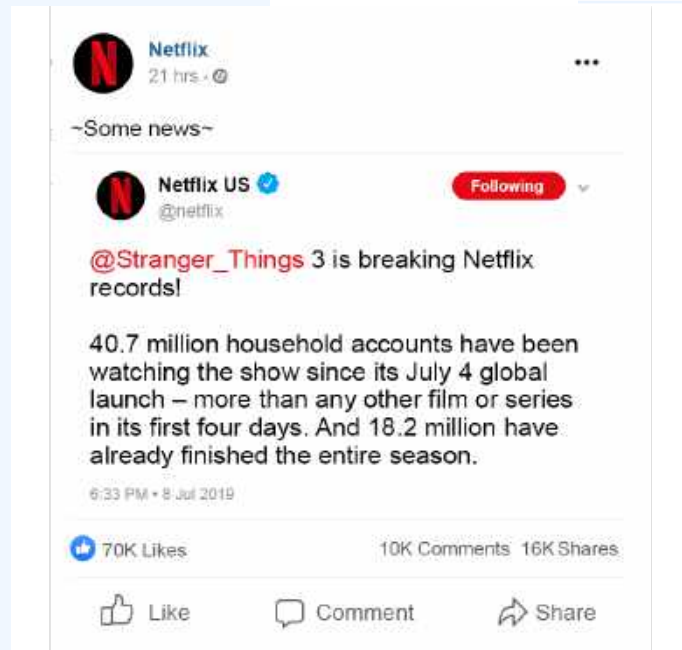 Netflix
21 hrs ·
~Some news~
Netflix US
@netflix
Following
@Stranger_Things 3 is breaking Netflix
records!
40.7 million household accounts have been
watching the show since its July 4 global
launch – more than any other film or series
in its first four days. And 18.2 million have
already finished the entire season.
6:33 PM • 8 Jul 2019
70K Likes
10K Comments 16K Shares
Like
Comment
Share